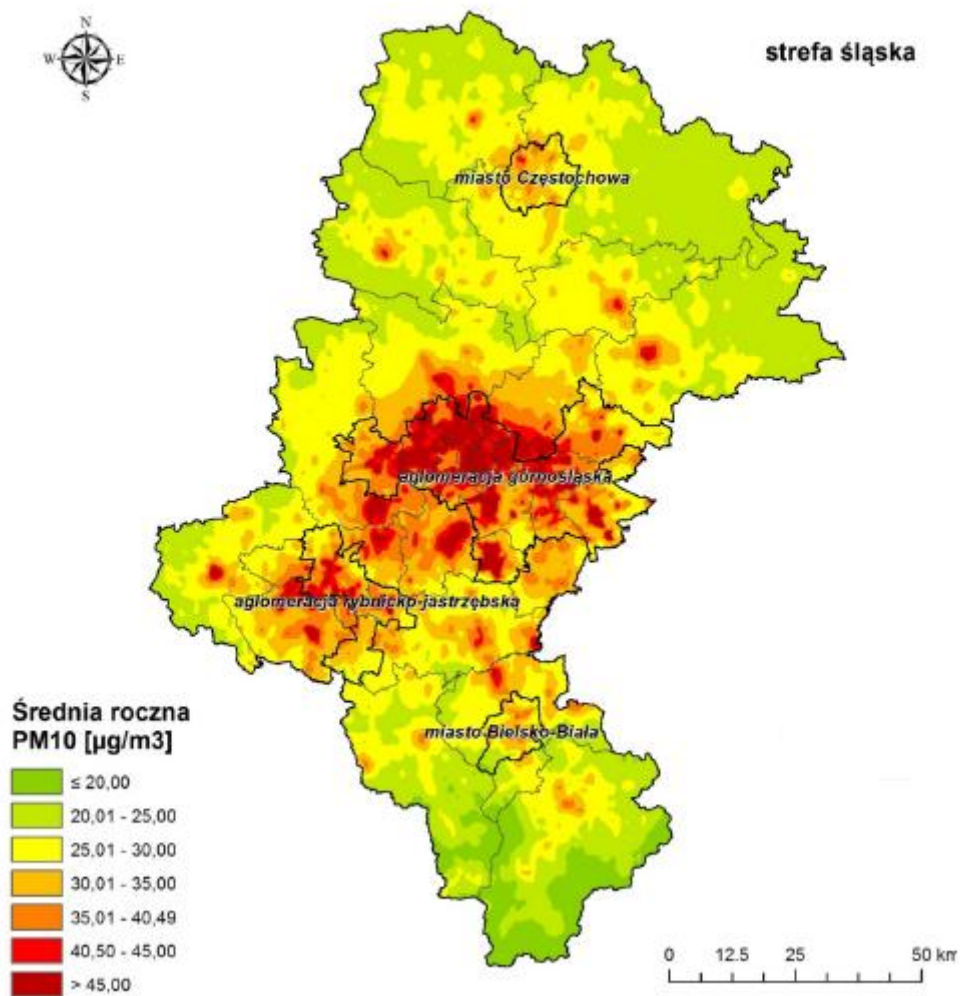 N
W E
S
strefa śląska
miasto Częstochowa
aglomeracja górnośląska
aglomeracja rybnicko-jastrzębska
miasto Bielsko-Biała
Średnia roczna
PM10 [µg/m3]
≤ 20,00
20,01 - 25,00
25,01 - 30,00
30,01 - 35,00
35,01 - 40,49
40,50 - 45,00
> 45,00
0 12.5 25 50 km